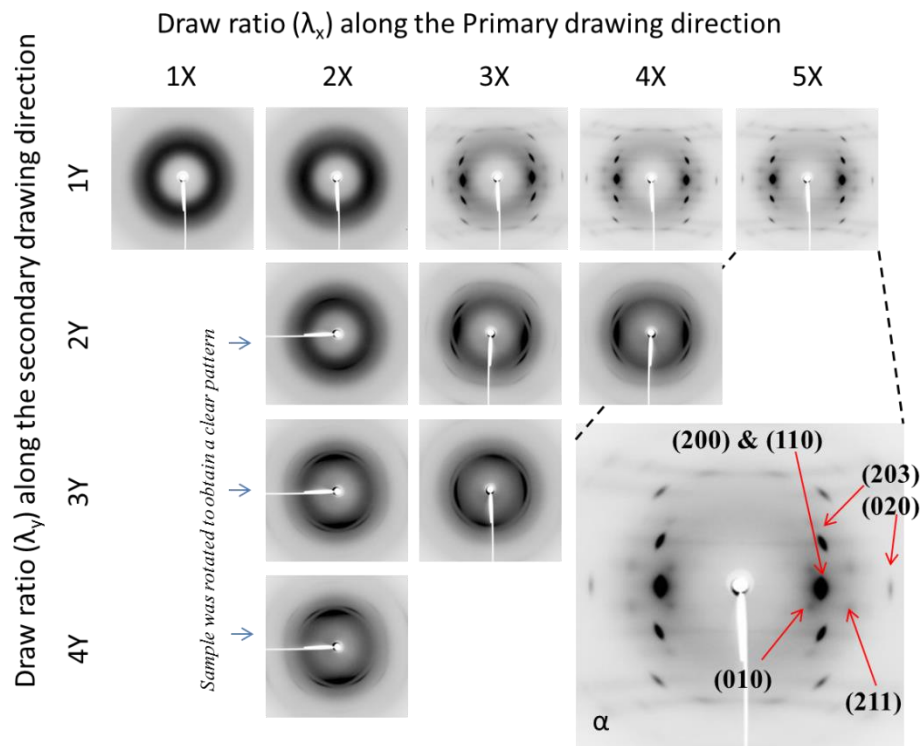 Draw ratio (λx) along the Primary drawing direction
1X 2X 3X 4X 5X
Draw ratio (λy) along the secondary drawing direction
1Y
2Y
3Y
4Y
Sample was rotated to obtain a clear pattern
(200) & (110)
(203)
(020)
(010)
(211)
α